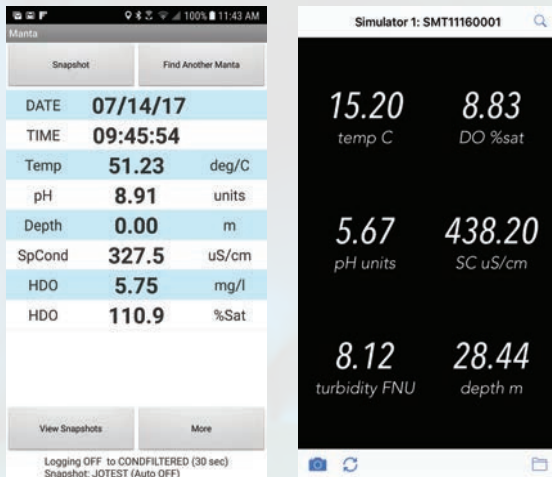 100% 11:43 AM
Manta
Snapshot
Find Another Manta
DATE 07/14/17
TIME 09:45:54
Temp 51.23 deg/C
pH 8.91 units
Depth 0.00 m
SpCond 327.5 uS/cm
HDO 5.75 mg/l
HDO 110.9 %Sat
View Snapshots
More
Logging OFF to CONDFILTERED (30 sec)
Snapshot: JOTEST (Auto OFF)
Simulator 1: SMT11160001
15.20 8.83
temp C DO %sat
5.67 438.20
pH units SC uS/cm
8.12 28.44
turbidity FNU depth m